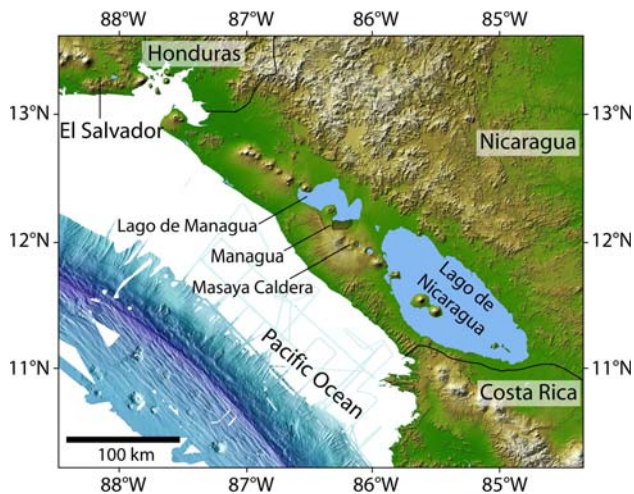 88°W 87°W 86°W 85°W
Honduras
13°N 13°N
El Salvador
Nicaragua
Lago de Managua
12°N 12°N
Managua
Masaya Caldera
Lago de
Nicaragua
Pacific Ocean
11°N 11°N
Costa Rica
100 km
88°W 87°W 86°W 85°W